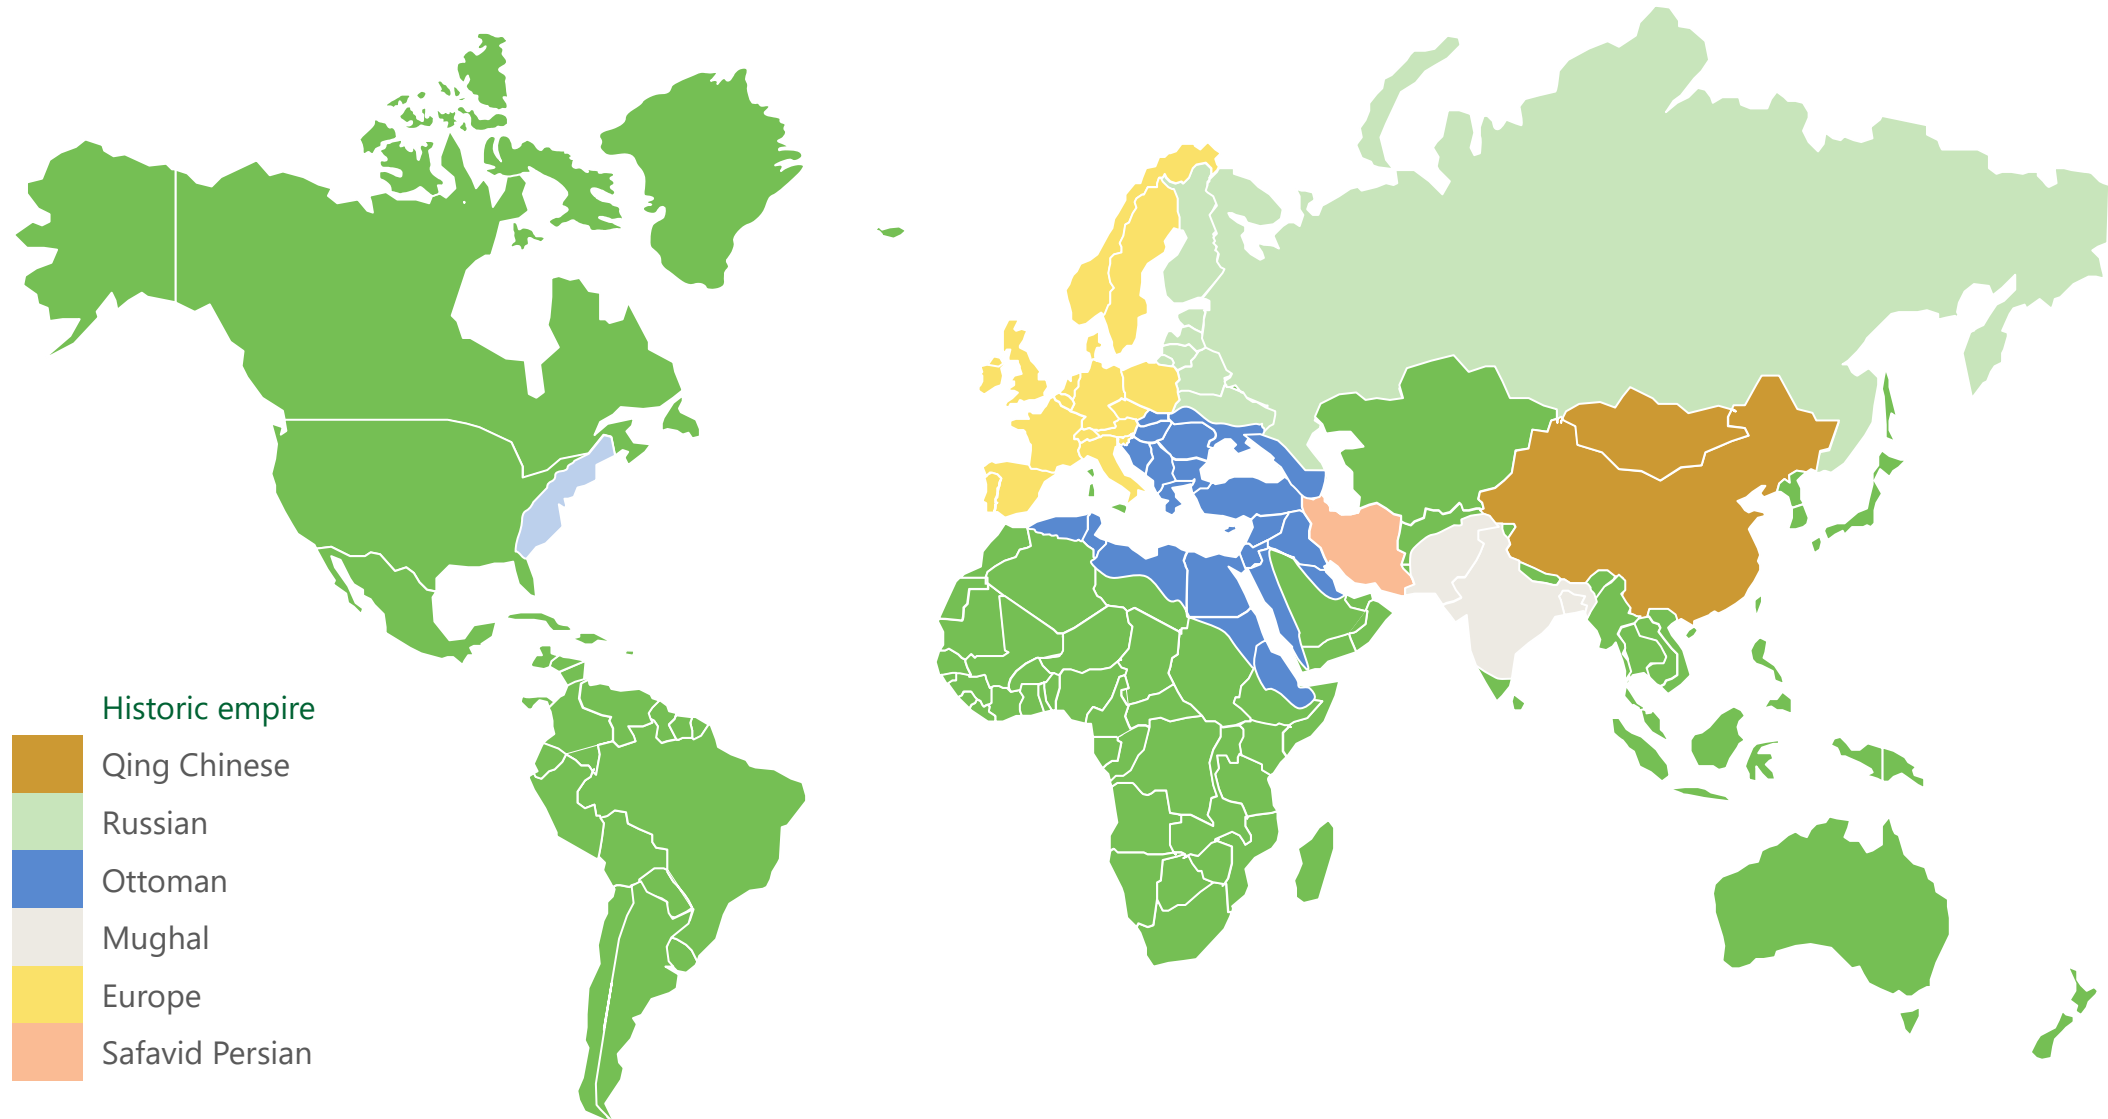 Historic empire
Qing Chinese
Russian
Ottoman
Mughal
Europe
Safavid Persian